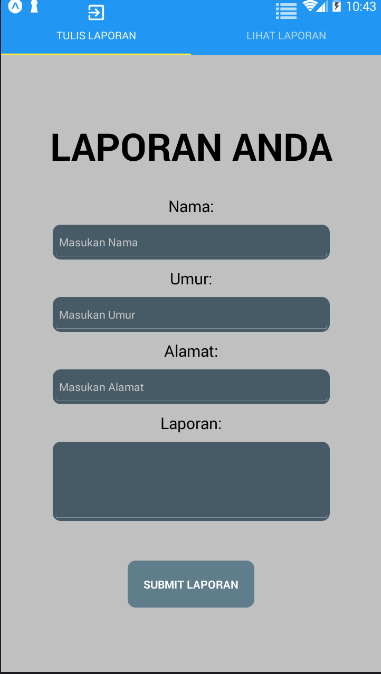 10:43
TULIS LAPORAN
LIHAT LAPORAN
LAPORAN ANDA
Nama:
Masukan Nama
Umur:
Masukan Umur
Alamat:
Masukan Alamat
Laporan:
SUBMIT LAPORAN